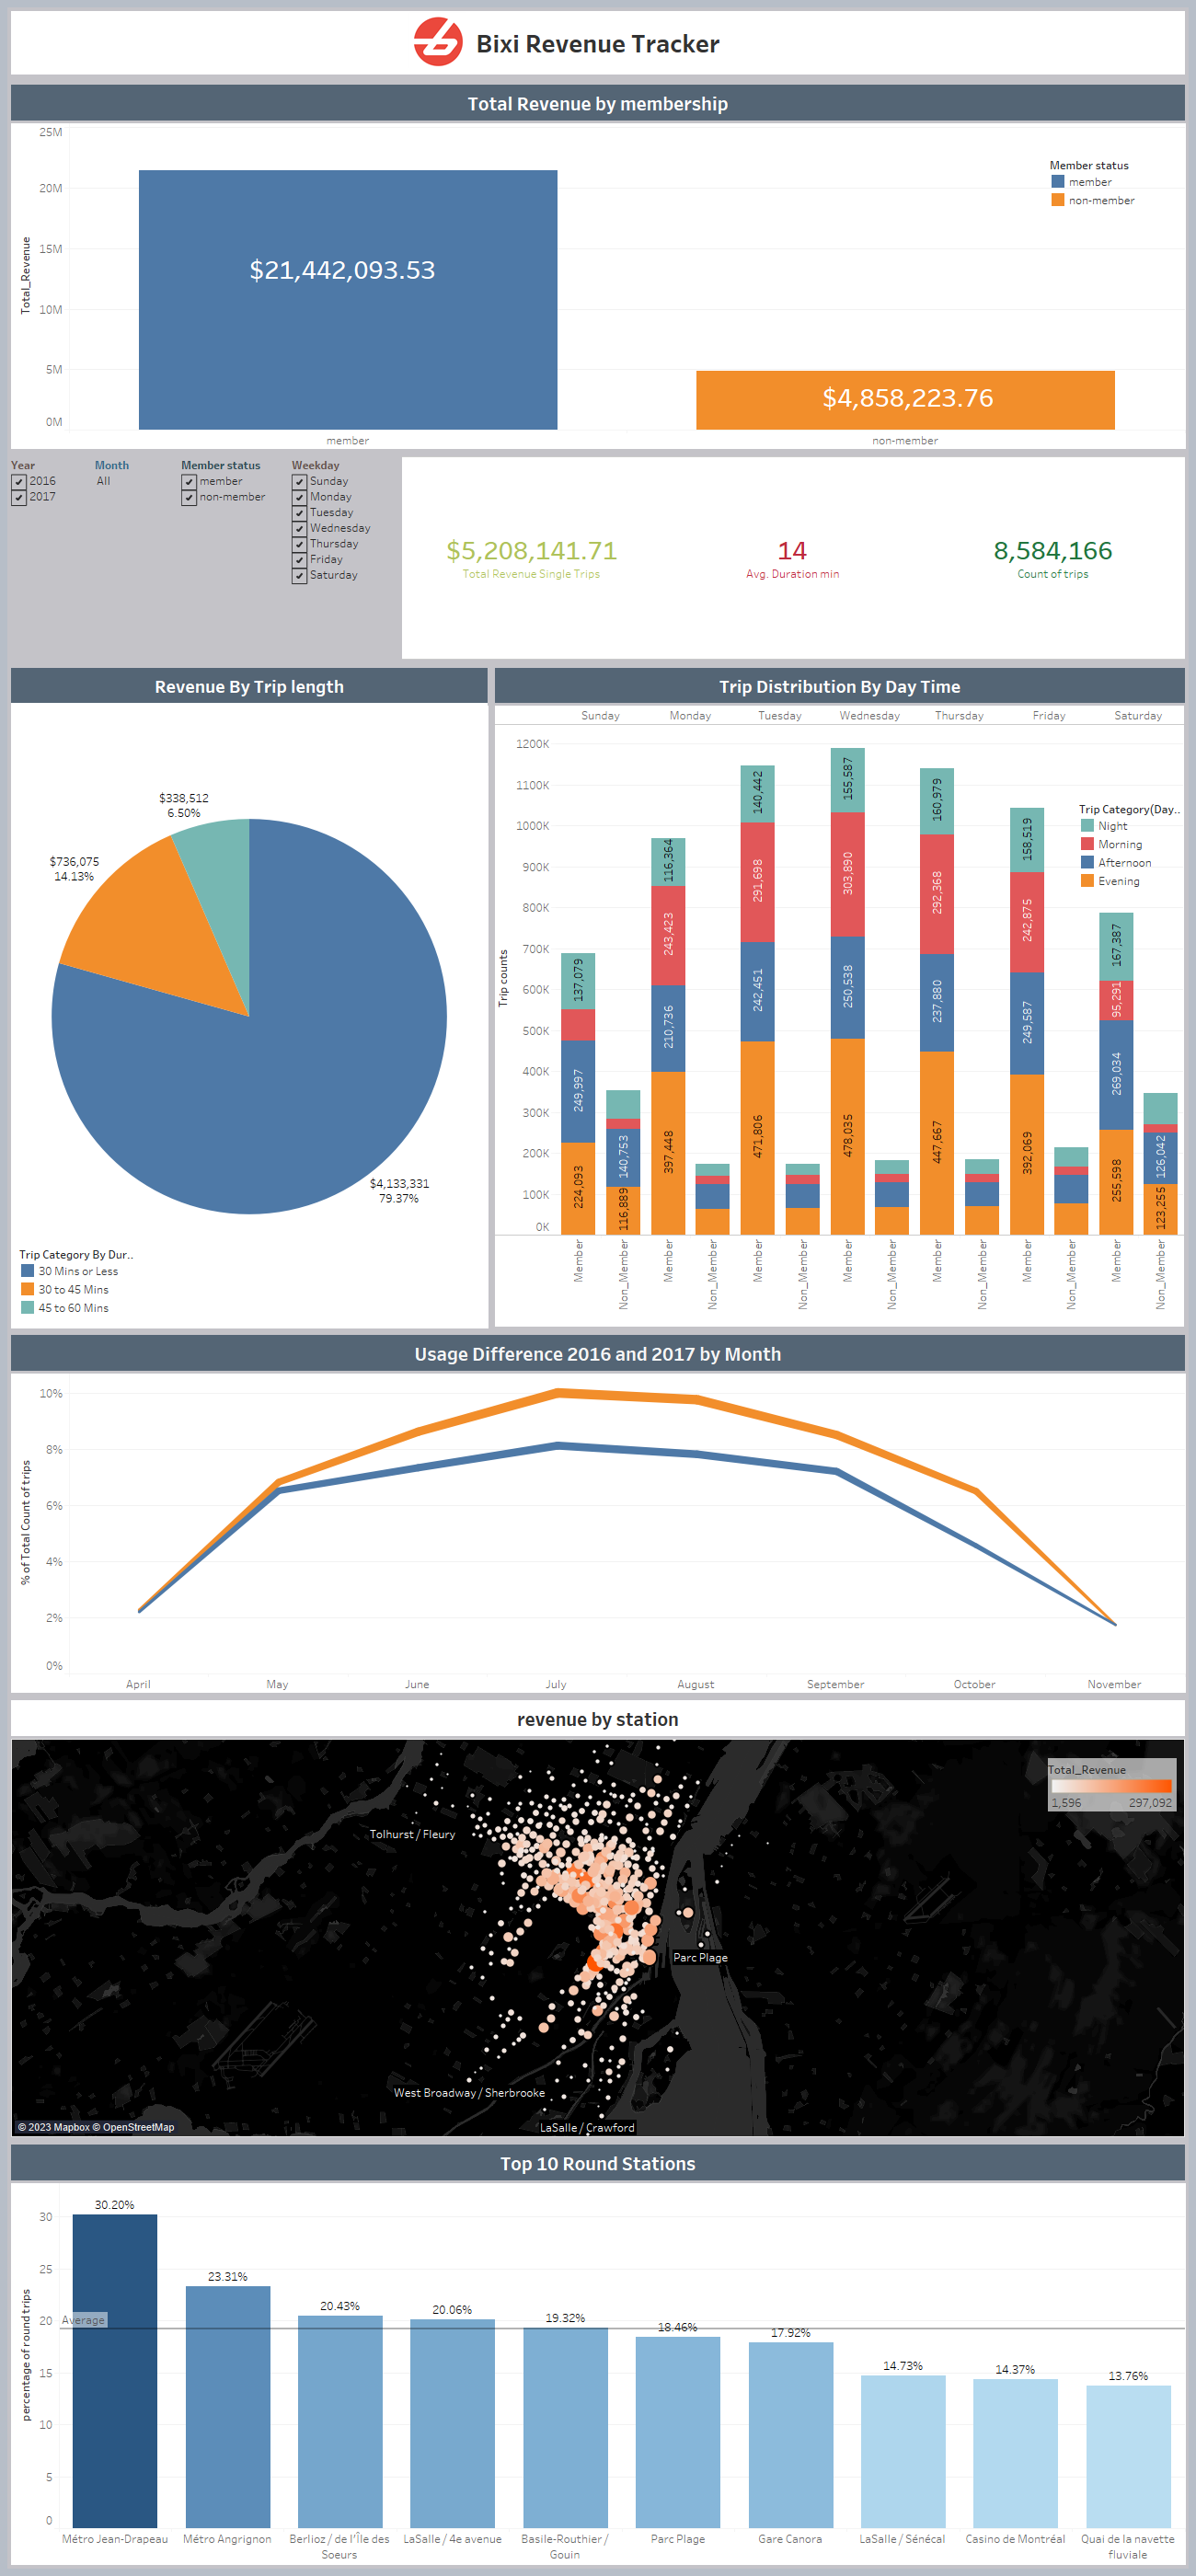 Bixi Revenue Tracker
Total Revenue by membership
25M
20M
15M
10M
5M
0M
Total_Revenue
$21,442,093.53
$4,858,223.76
Member status
member
non-member
member
non-member
Year
2016
2017
Month
All
Member status
member
non-member
Weekday
Sunday
Monday
Tuesday
Wednesday
Thursday
Friday
Saturday
$5,208,141.71
Total Revenue Single Trips
14
Avg. Duration min
8,584,166
Count of trips
Revenue By Trip length
$338,512
6.50%
$736,075
14.13%
$4,133,331
79.37%
Trip Category By Dur..
30 Mins or Less
30 to 45 Mins
45 to 60 Mins
Trip Distribution By Day Time
Sunday Monday Tuesday Wednesday Thursday Friday Saturday
1200K
1100K
1000K
900K
800K
700K
600K
500K
400K
300K
200K
100K
0K
Trip counts
137,079
249,997
224,093
140,753
116,889
116,364
243,423
210,736
397,448
140,442
291,698
242,451
471,806
155,587
303,890
250,538
478,035
160,979
292,368
237,880
447,667
158,519
242,875
249,587
392,069
167,387
95,291
269,034
255,598
126,042
123,255
Trip Category(Day..
Night
Morning
Afternoon
Evening
Member
Non_Member
Member
Non_Member
Member
Non_Member
Member
Non_Member
Member
Non_Member
Member
Non_Member
Member
Non_Member
Usage Difference 2016 and 2017 by Month
10%
8%
6%
4%
2%
0%
% of Total Count of trips
April May June July August September October November
revenue by station
Total_Revenue
1,596 297,092
Tolhurst / Fleury
Parc Plage
West Broadway / Sherbrooke
LaSalle / Crawford
© 2023 Mapbox © OpenStreetMap
Top 10 Round Stations
30
25
20
15
10
5
0
percentage of round trips
Average
30.20%
23.31%
20.43%
20.06%
19.32%
18.46%
17.92%
14.73%
14.37%
13.76%
Métro Jean-Drapeau
Métro Angrignon
Berlioz / de l'Île des
Soeurs
LaSalle / 4e avenue
Basile-Routhier /
Gouin
Parc Plage
Gare Canora
LaSalle / Sénécal
Casino de Montréal
Quai de la navette
fluviale